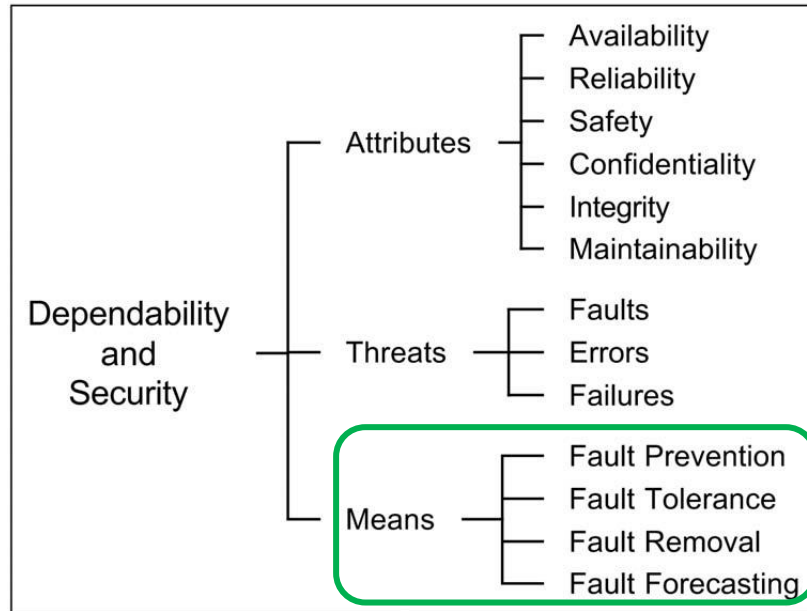 Dependability
and
Security
Attributes
Availability
Reliability
Safety
Confidentiality
Integrity
Maintainability
Threats
Faults
Errors
Failures
Means
Fault Prevention
Fault Tolerance
Fault Removal
Fault Forecasting